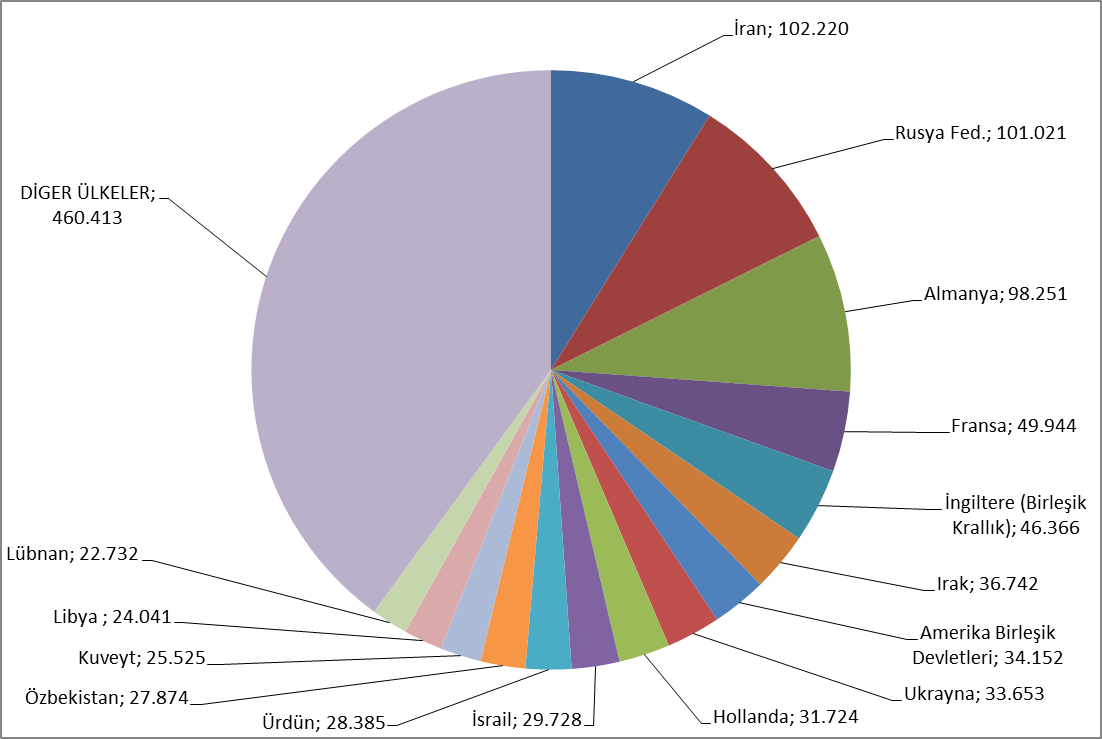 İran; 102.220
Rusya Fed.; 101.021
Almanya; 98.251
Fransa; 49.944
İngiltere (Birleşik
Krallık); 46.366
Irak; 36.742
Amerika Birleşik
Devletleri; 34.152
Ukrayna; 33.653
Hollanda; 31.724
İsrail; 29.728
Ürdün; 28.385
Özbekistan; 27.874
Kuveyt; 25.525
Libya ; 24.041
Lübnan; 22.732
DİGER ÜLKELER;
460.413